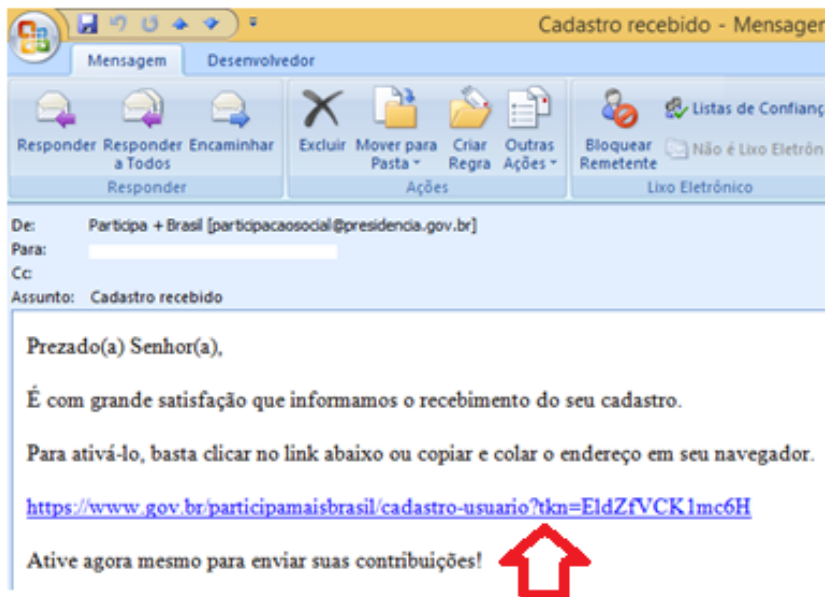 Cadastro recebido - Mensagem
Mensagem Desenvolvedor
Responder Responder a Todos Encaminhar
Excluir Mover para Pasta Criar Regra Outras Ações
Bloquear Remetente Listas de Confianç
Não é Lixo Eletrôn
Responder Ações Lixo Eletrônico
De: Participa + Brasil [participacaosocial@presidencia.gov.br]
Para:
Cc:
Assunto: Cadastro recebido
Prezado(a) Senhor(a),
É com grande satisfação que informamos o recebimento do seu cadastro.
Para ativá-lo, basta clicar no link abaixo ou copiar e colar o endereço em seu navegador.
https://www.gov.br/participamaisbrasil/cadastro-usuario?tkn=EldZfVCK1mc6H
Ative agora mesmo para enviar suas contribuições!